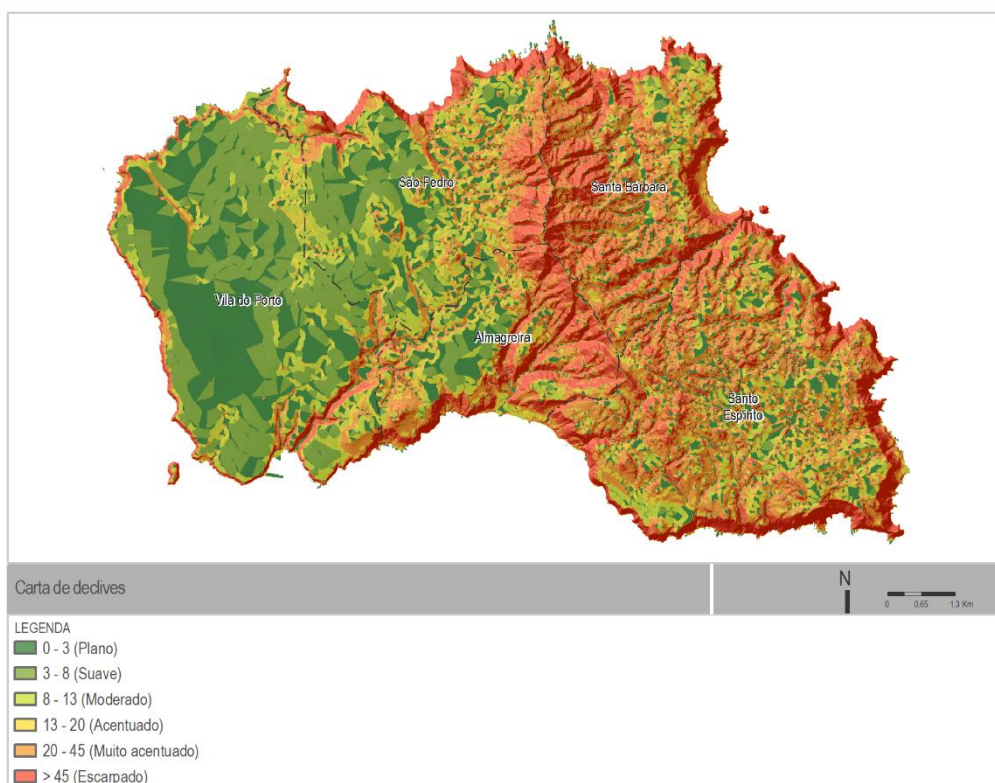 São Pedro
Santa Bárbara
Vila do Porto
Almagreira
Santo
Espírito
Carta de declives
N
0 0,65 1,3 Km
LEGENDA
0 - 3 (Plano)
3 - 8 (Suave)
8 - 13 (Moderado)
13 - 20 (Acentuado)
20 - 45 (Muito acentuado)
> 45 (Escarpado)